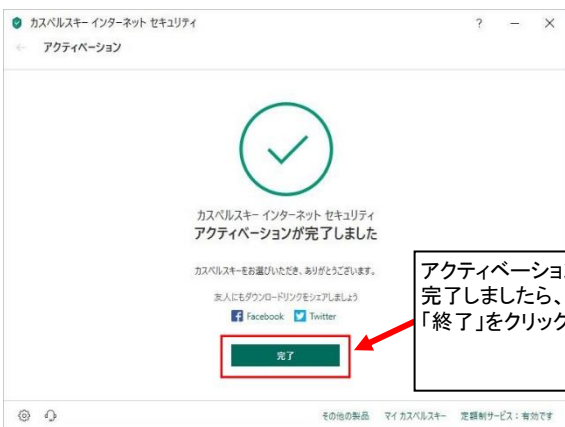 カスペルスキー インターネット セキュリティ
?
アクティベーション
カスペルスキー インターネット セキュリティ
アクティベーションが完了しました
カスペルスキーをお選びいただき、ありがとうございます。
友人にもダウンロードリンクをシェアしましょう
Facebook Twitter
完了
アクティベーショ
完了しましたら、
「終了」をクリック
その他の製品 マイ カスペルスキー 定額制サービス：有効です